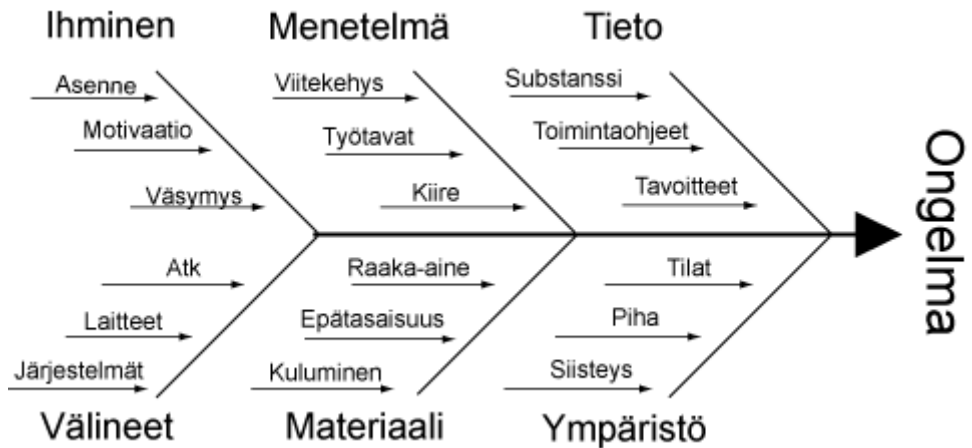 Ihminen
Menetelmä
Tieto
Asenne
Motivaatio
Väsymys
Viitekehys
Työtavat
Kiire
Substanssi
Toimintaohjeet
Tavoitteet
Ongelma
Atk
Laitteet
Järjestelmät
Raaka-aine
Epätasaisuus
Kuluminen
Tilat
Piha
Siisteys
Välineet
Materiaali
Ympäristö